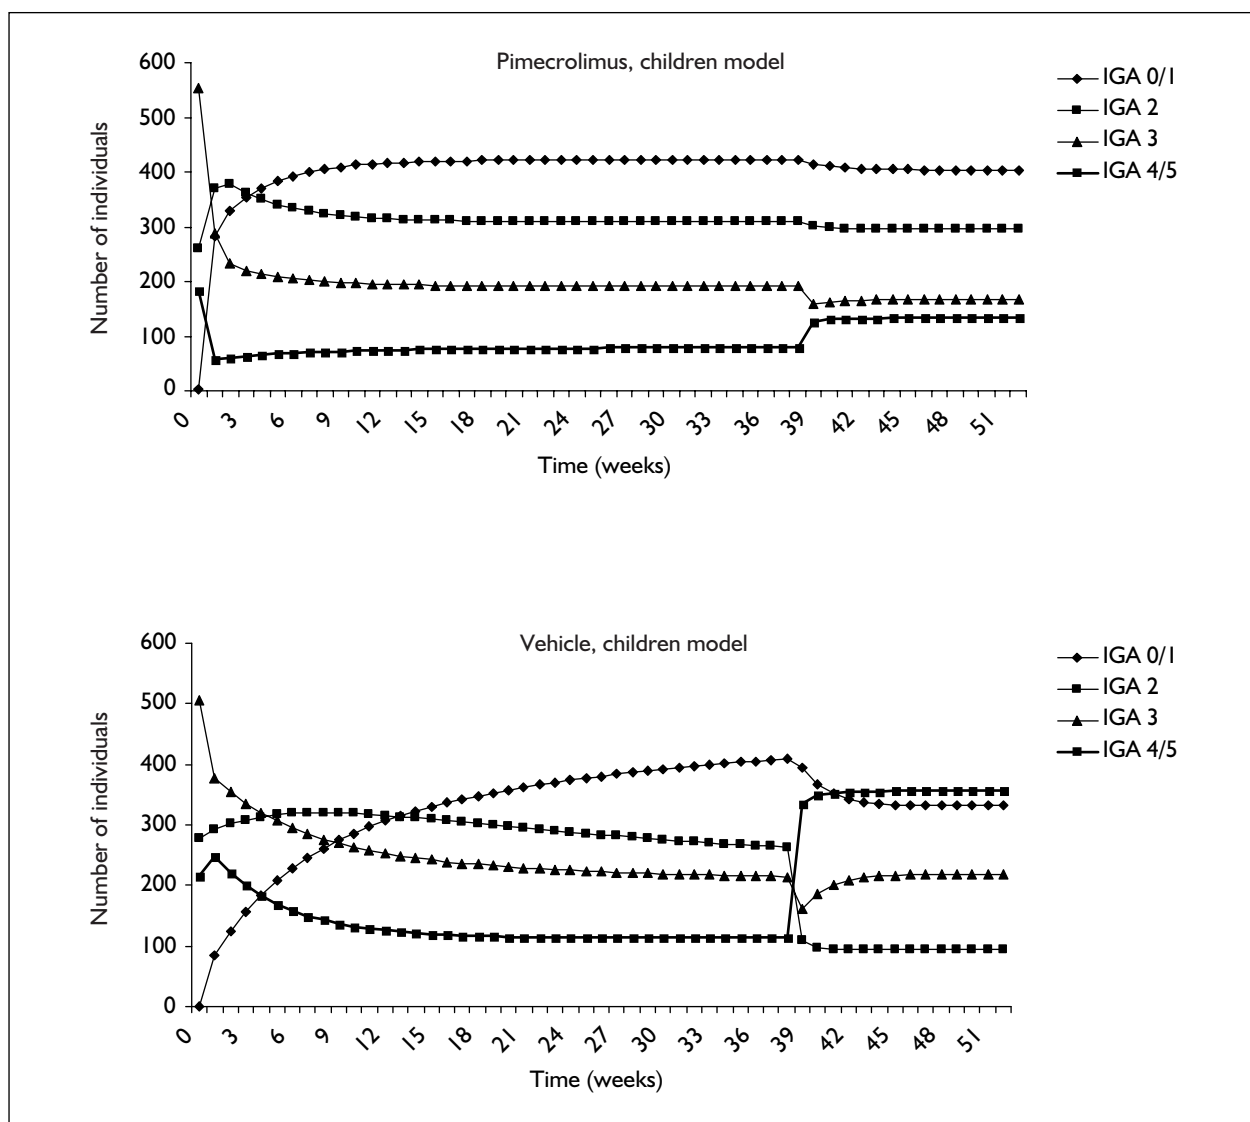 Pimecrolimus, children model
600
500
400
300
200
100
0
Number of individuals
0 3 6 9 12 15 18 21 24 27 30 33 36 39 42 45 48 51
Time (weeks)
IGA 0/1
IGA 2
IGA 3
IGA 4/5
Vehicle, children model
600
500
400
300
200
100
0
Number of individuals
0 3 6 9 12 15 18 21 24 27 30 33 36 39 42 45 48 51
Time (weeks)
IGA 0/1
IGA 2
IGA 3
IGA 4/5